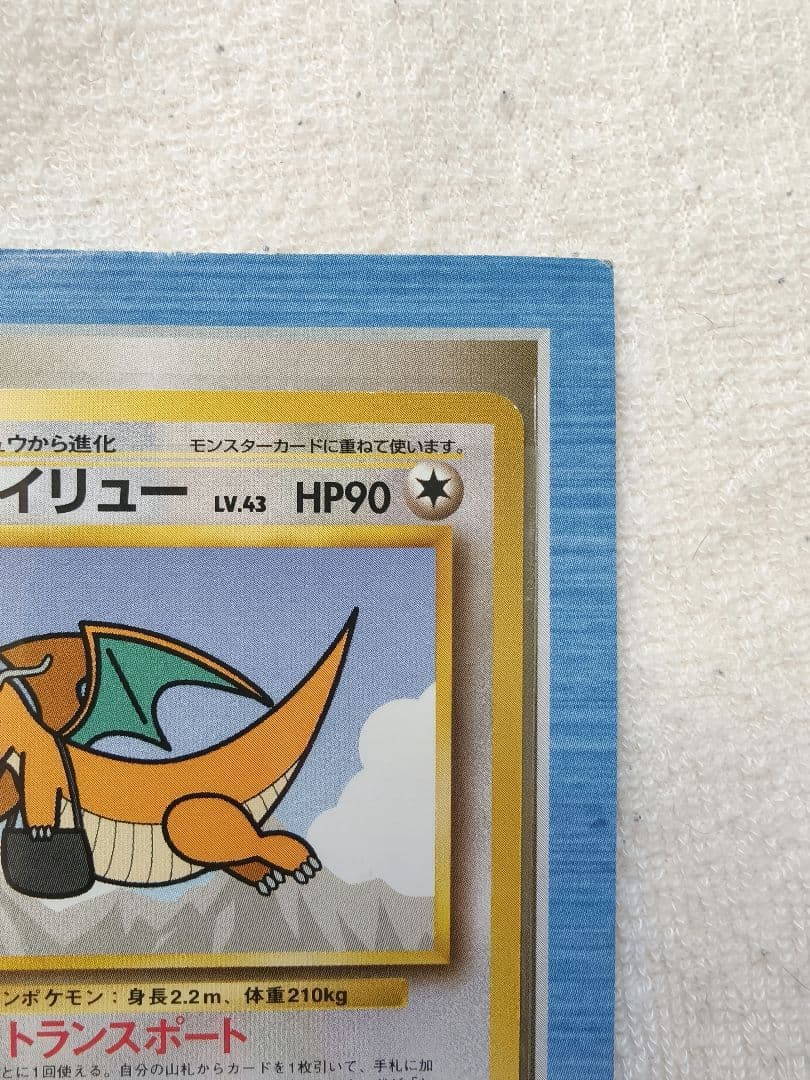 ュウから進化 モンスターカードに重ねて使います。
イリュー LV.43 HP90
ンポケモン：身長2.2m、体重210kg
トランスポート
とに1回使える。自分の山札からカードを1枚引いて、手札に加